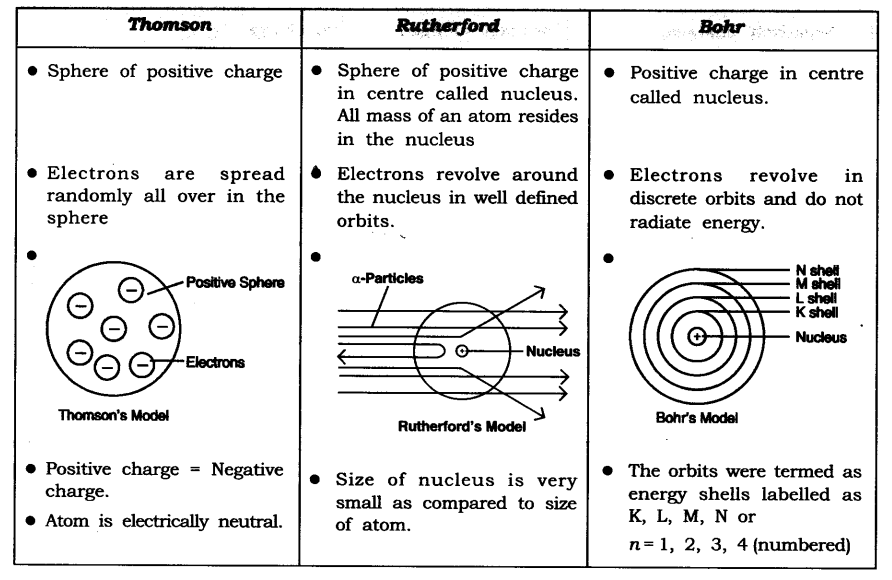 Thomson
Rutherford
Bohr
● Sphere of positive charge
● Sphere of positive charge
in centre called nucleus.
All mass of an atom resides
in the nucleus
● Positive charge in centre
called nucleus.
● Electrons are spread
randomly all over in the
sphere
● Electrons revolve around
the nucleus in well defined
orbits.
● Electrons revolve in
discrete orbits and do not
radiate energy.
●
Positive Sphere
Electrons
Thomson's Model
●
α-Particles
Nucleus
Rutherford's Model
●
N shell
M shell
L shell
K shell
Nucleus
Bohr's Model
● Positive charge = Negative
charge.
● Atom is electrically neutral.
● Size of nucleus is very
small as compared to size
of atom.
● The orbits were termed as
energy shells labelled as
K, L, M, N or
n = 1, 2, 3, 4 (numbered)